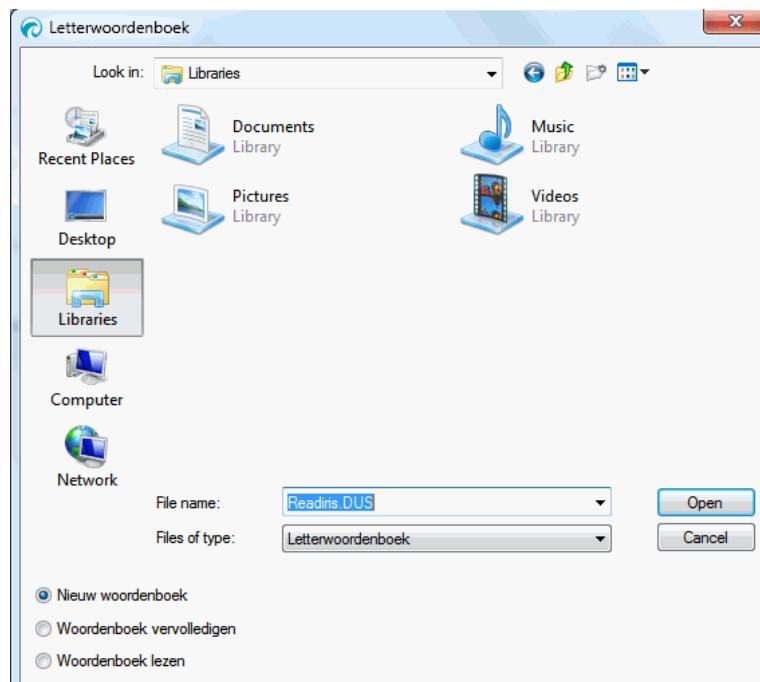 Letterwoordenboek
Look in: Libraries
Recent Places
Documents
Library
Music
Library
Desktop
Pictures
Library
Videos
Library
Libraries
Computer
Network
File name: Readiris.DUS Open
Files of type: Letterwoordenboek Cancel
Nieuw woordenboek
Woordenboek vervolledigen
Woordenboek lezen